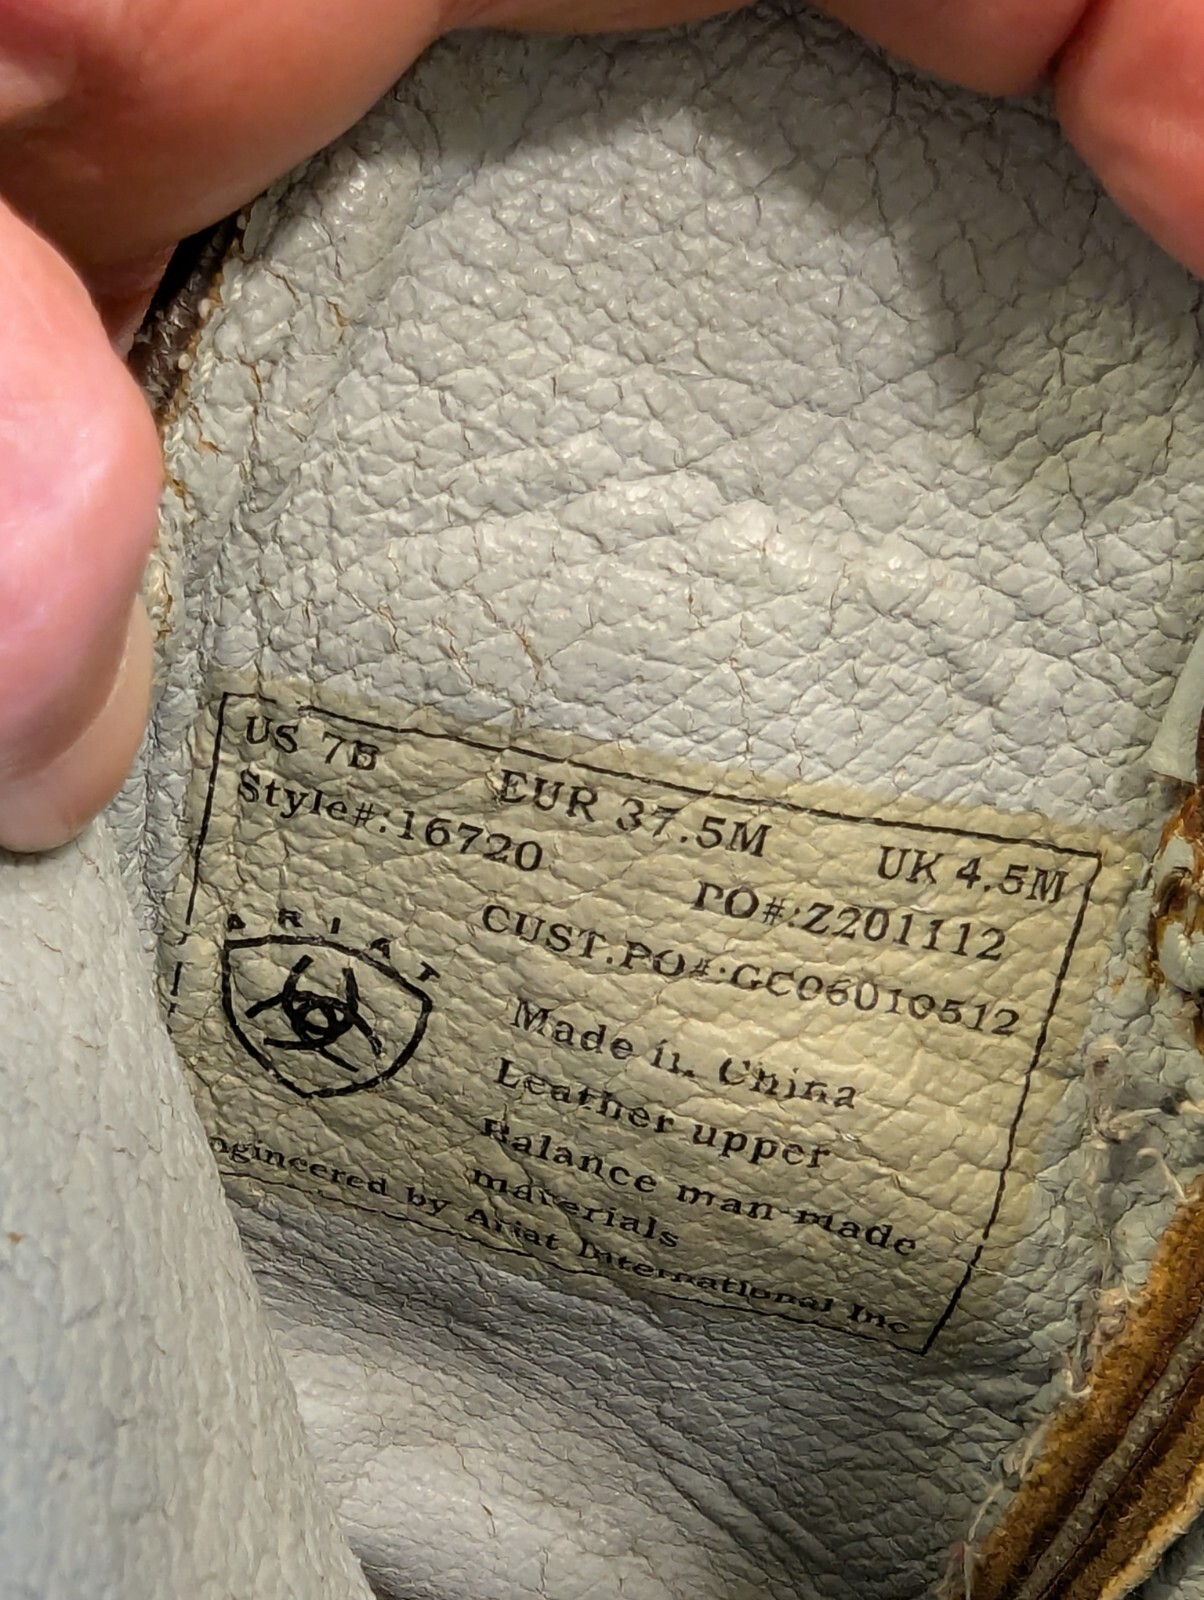 US 7B EUR 37.5M UK 4.5M
Style#:16720 PO#:Z201112
CUST.PO#:GC06010512
ARIAT
Made in China
Leather upper
Balance man-made
materials
ngineered by Ariat International Inc